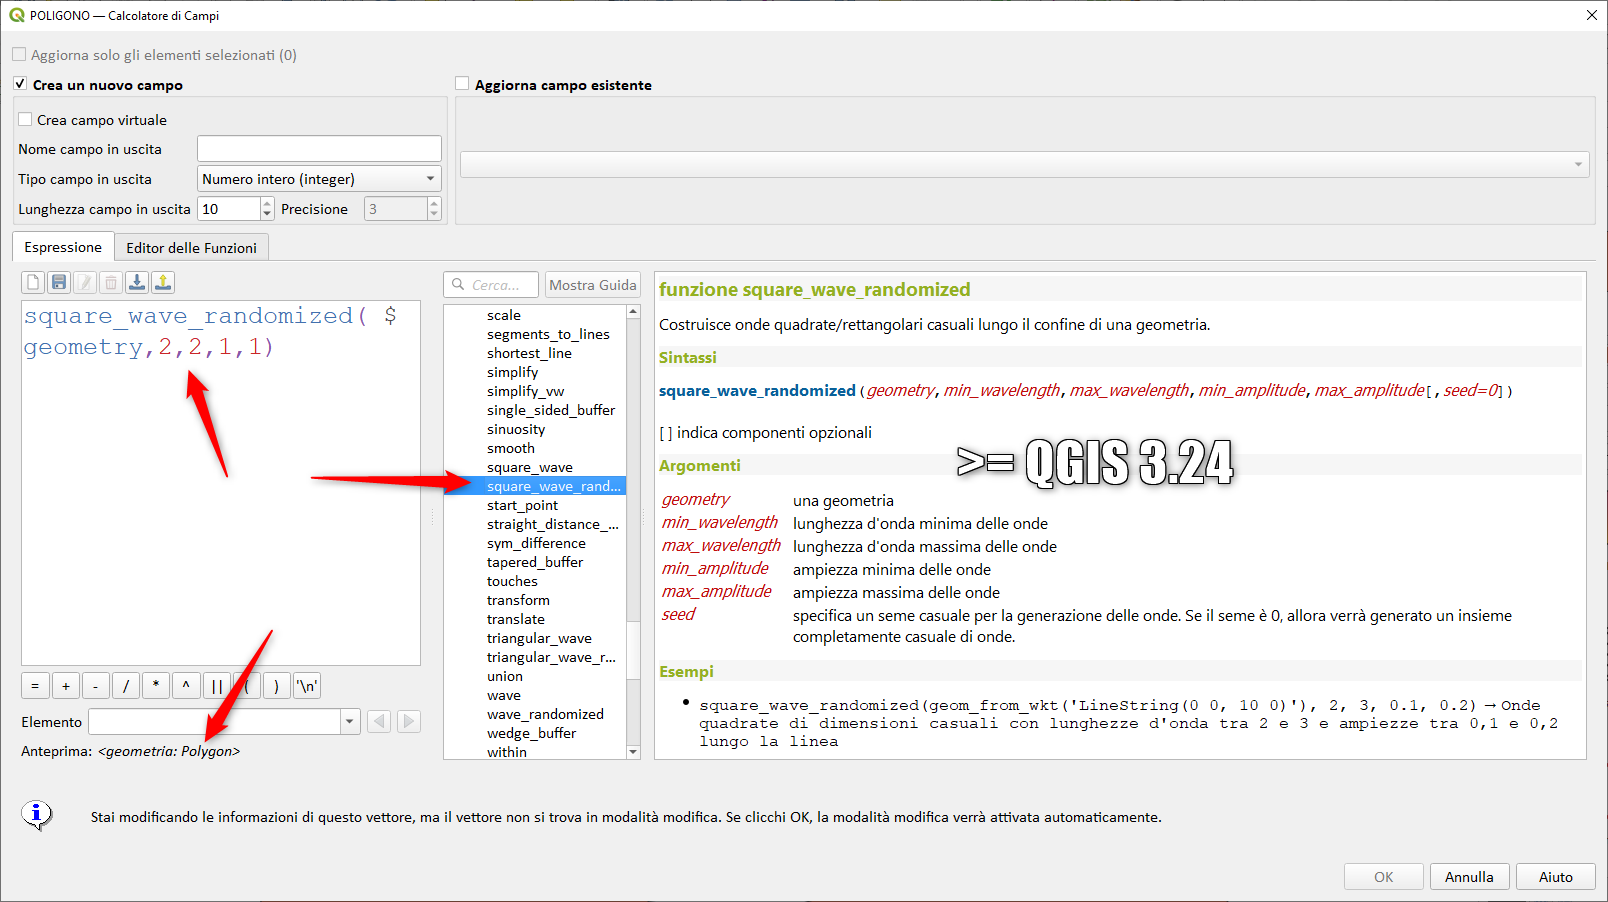 POLIGONO — Calcolatore di Campi
Aggiorna solo gli elementi selezionati (0)
Crea un nuovo campo
Aggiorna campo esistente
Crea campo virtuale
Nome campo in uscita
Tipo campo in uscita
Numero intero (integer)
Lunghezza campo in uscita
10
Precisione
3
Espressione
Editor delle Funzioni
square_wave_randomized( $
geometry,2,2,1,1)
Cerca...
Mostra Guida
scale
segments_to_lines
shortest_line
simplify
simplify_vw
single_sided_buffer
sinuosity
smooth
square_wave
square_wave_rand...
start_point
straight_distance_...
sym_difference
tapered_buffer
touches
transform
translate
triangular_wave
triangular_wave_r...
union
wave
wave_randomized
wedge_buffer
within
funzione square_wave_randomized
Costruisce onde quadrate/rettangolari casuali lungo il confine di una geometria.
Sintassi
square_wave_randomized(geometry,min_wavelength,max_wavelength,min_amplitude,max_amplitude[,seed=0])
[ ] indica componenti opzionali
>= QGIS 3.24
Argomenti
geometry una geometria
min_wavelength lunghezza d'onda minima delle onde
max_wavelength lunghezza d'onda massima delle onde
min_amplitude ampiezza minima delle onde
max_amplitude ampiezza massima delle onde
seed specifica un seme casuale per la generazione delle onde. Se il seme è 0, allora verrà generato un insieme
completamente casuale di onde.
Esempi
• square_wave_randomized(geom_from_wkt('LineString(0 0, 10 0)'), 2, 3, 0.1, 0.2) → Onde
quadrate di dimensioni casuali con lunghezze d'onda tra 2 e 3 e ampiezze tra 0,1 e 0,2
lungo la linea
= + - / * ^ || ( ) '\n'
Elemento
Anteprima: <geometria: Polygon>
Stai modificando le informazioni di questo vettore, ma il vettore non si trova in modalità modifica. Se clicchi OK, la modalità modifica verrà attivata automaticamente.
OK
Annulla
Aiuto